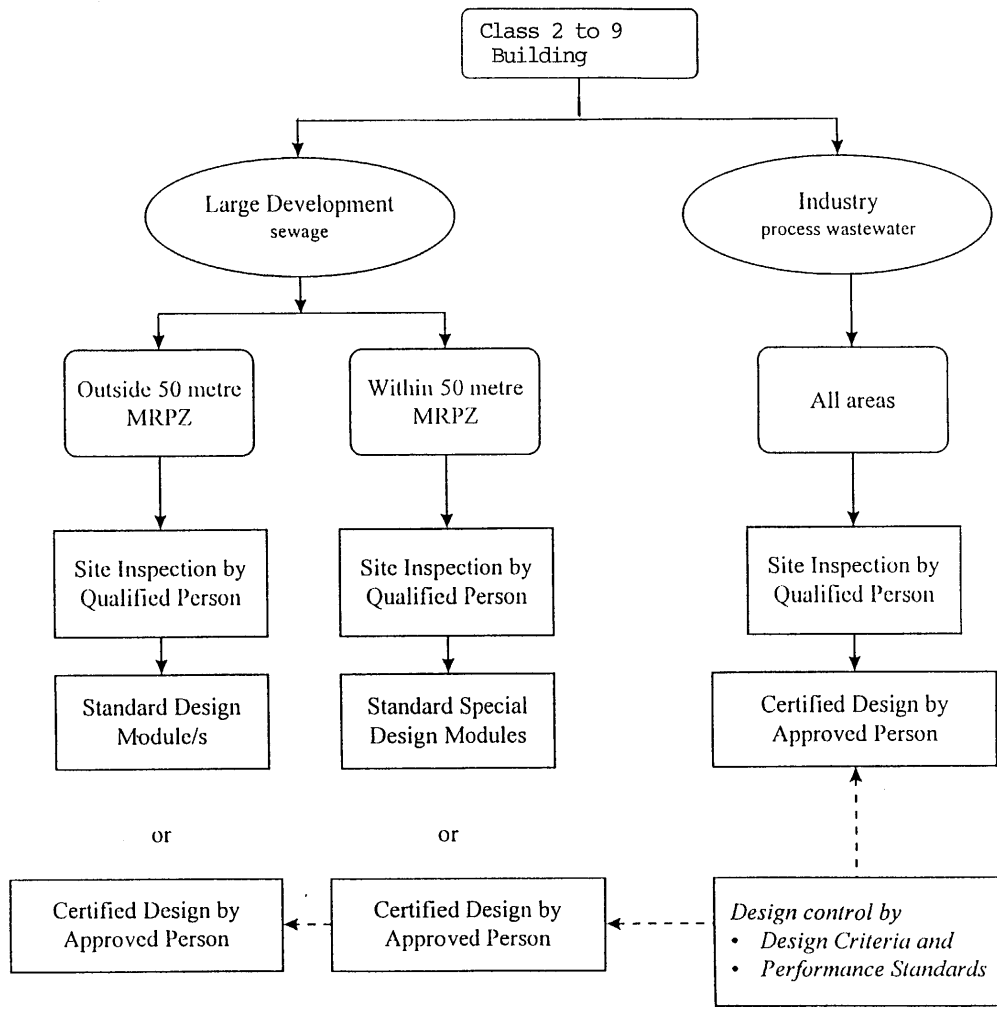 Class 2 to 9
Building
Large Development
sewage
Industry
process wastewater
Outside 50 metre
MRPZ
Within 50 metre
MRPZ
All areas
Site Inspection by
Qualified Person
Site Inspection by
Qualified Person
Site Inspection by
Qualified Person
Standard Design
Module/s
Standard Special
Design Modules
Certified Design by
Approved Person
or
or
Certified Design by
Approved Person
Certified Design by
Approved Person
Design control by
• Design Criteria and
• Performance Standards